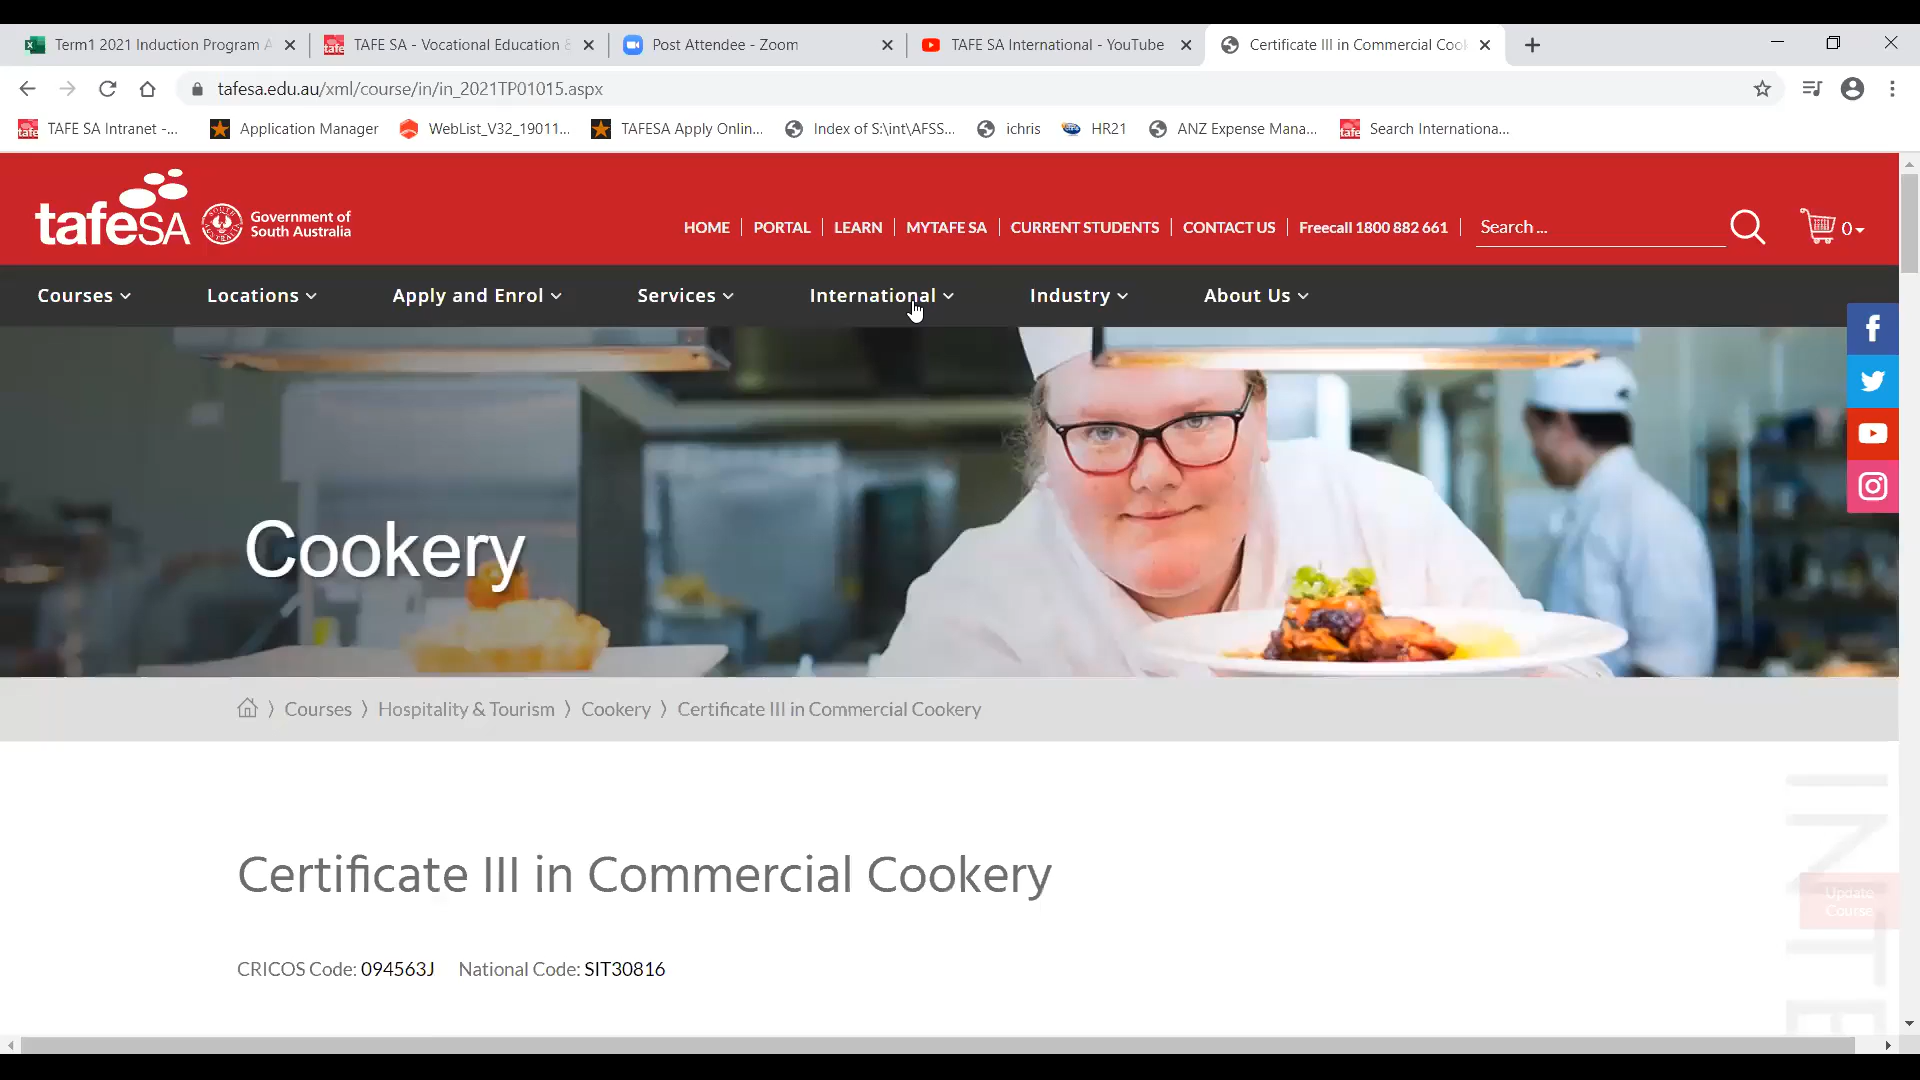 Term1 2021 Induction Program A
TAFE SA - Vocational Education &
Post Attendee - Zoom
TAFE SA International - YouTube
Certificate III in Commercial Cook
tafesa.edu.au/xml/course/in/in_2021TP01015.aspx
TAFE SA Intranet -...
Application Manager
WebList_V32_19011...
TAFESA Apply Onlin...
Index of S:\int\AFSS...
ichris
HR21
ANZ Expense Mana...
Search Internationa...
tafeSA
Government of
South Australia
HOME
PORTAL
LEARN
MYTAFE SA
CURRENT STUDENTS
CONTACT US
Freecall 1800 882 661
Search ...
0
Courses
Locations
Apply and Enrol
Services
International
Industry
About Us
Cookery
Courses
Hospitality & Tourism
Cookery
Certificate III in Commercial Cookery
Certificate III in Commercial Cookery
Update
Course
CRICOS Code: 094563J National Code: SIT30816
INTE